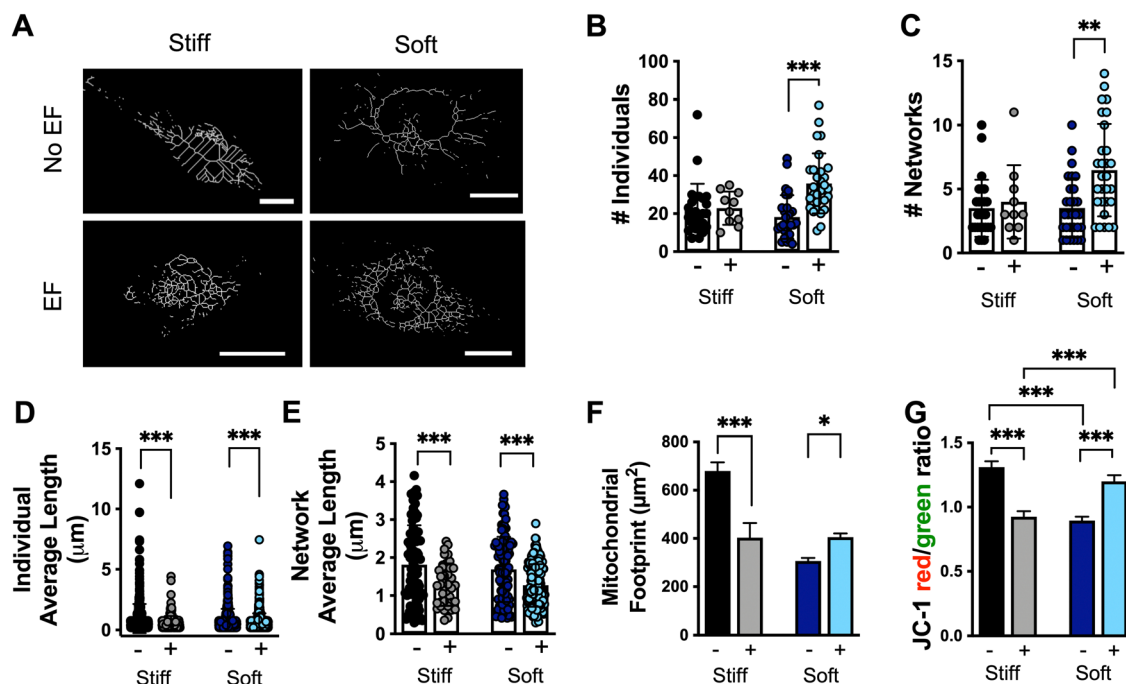 A
Stiff
Soft
No EF
EF
B
# Individuals
100
80
60
40
20
0
***
- + - +
Stiff Soft
C
# Networks
15
10
5
0
**
- + - +
Stiff Soft
D
Individual
Average Length
(μm)
15
10
5
0
*** ***
- + - +
Stiff Soft
E
Network
Average Length
(μm)
5
4
3
2
1
0
*** ***
- + - +
Stiff Soft
F
Mitochondrial
Footprint (μm²)
800
600
400
200
0
*** *
- + - +
Stiff Soft
G
JC-1 red/green ratio
1.5
1.0
0.5
0.0
***
***
*** ***
- + - +
Stiff Soft